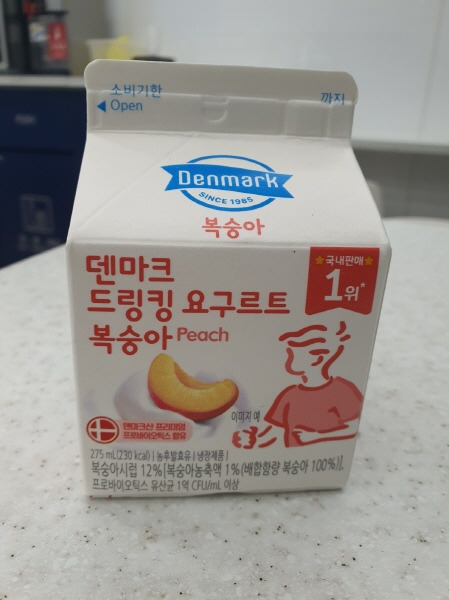 소비기한
까지
◀ Open
Denmark
SINCE 1985
복숭아
덴마크
드링킹 요구르트
복숭아 Peach
★국내판매★
1위*
이미지 예
덴마크산 프리미엄
프로바이오틱스 함유
275 mL(230 kcal) | 농후발효유 | 냉장제품 |
복숭아시럽 12%[복숭아농축액 1%(배합함량 복숭아 100%)].
프로바이오틱스 유산균 1억 CFU/mL 이상